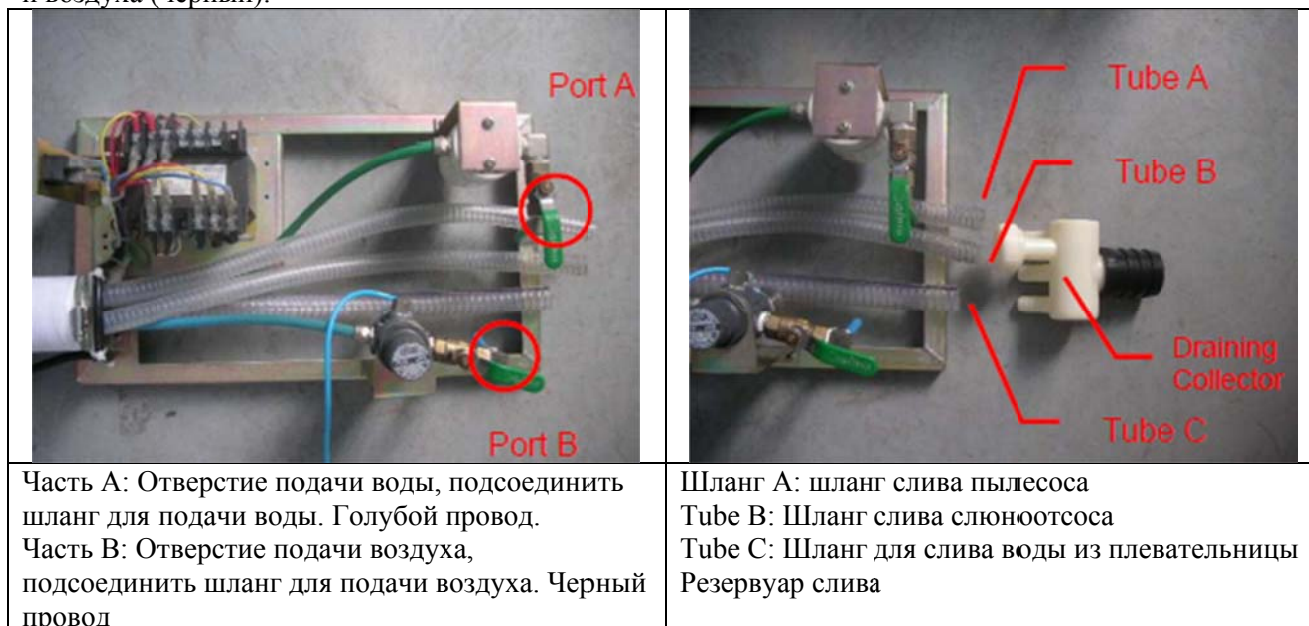 и воздуха (черный).
Port A
Port B
Tube A
Tube B
Draining
Collector
Tube C
Часть А: Отверстие подачи воды, подсоединить
шланг для подачи воды. Голубой провод.
Часть В: Отверстие подачи воздуха,
подсоединить шланг для подачи воздуха. Черный
провод
Шланг А: шланг слива пылесоса
Tube B: Шланг слива слюноотсоса
Tube C: Шланг для слива воды из плевательницы
Резервуар слива